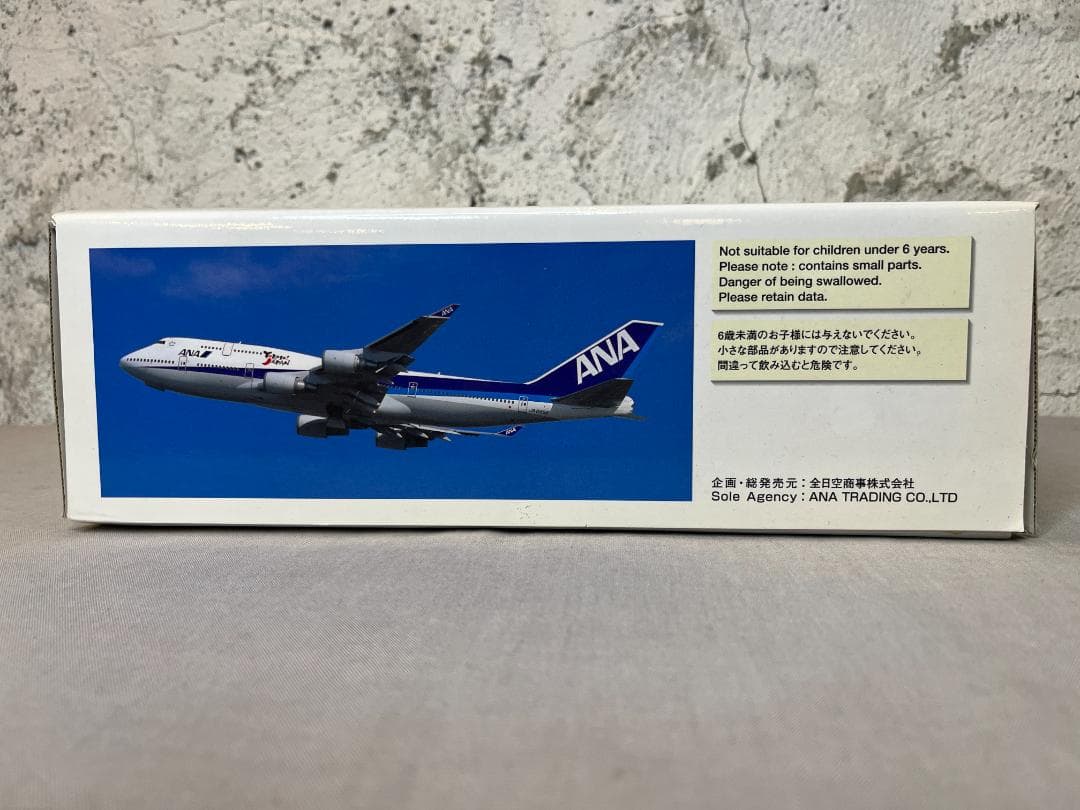 ANA
Yokoso!
JAPAN
ANA
ANA
ANA
Not suitable for children under 6 years.
Please note : contains small parts.
Danger of being swallowed.
Please retain data.
6歳未満のお子様には与えないでください。
小さな部品がありますので注意してください。
間違って飲み込むと危険です。
企画・総発売元：全日空商事株式会社
Sole Agency : ANA TRADING CO.,LTD